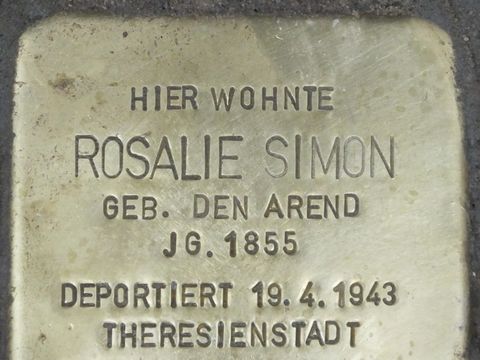 HIER WOHNTE
ROSALIE SIMON
GEB. DEN AREND
JG. 1855
DEPORTIERT 19.4.1943
THERESIENSTADT